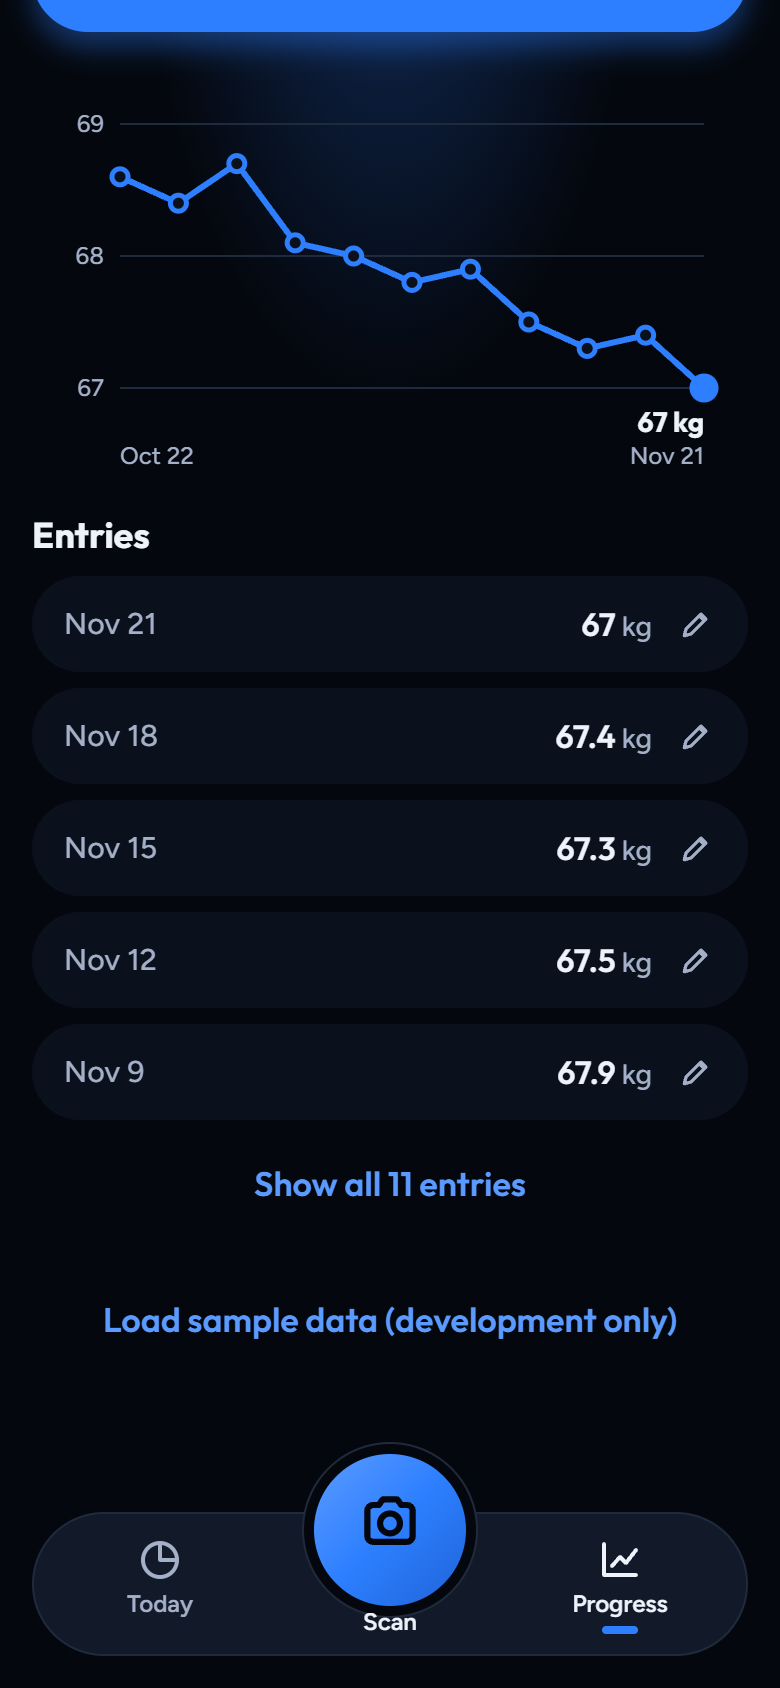 69
68
67
67 kg
Oct 22
Nov 21
Entries
Nov 21 67 kg
Nov 18 67.4 kg
Nov 15 67.3 kg
Nov 12 67.5 kg
Nov 9 67.9 kg
Show all 11 entries
Load sample data (development only)
Today
Scan
Progress